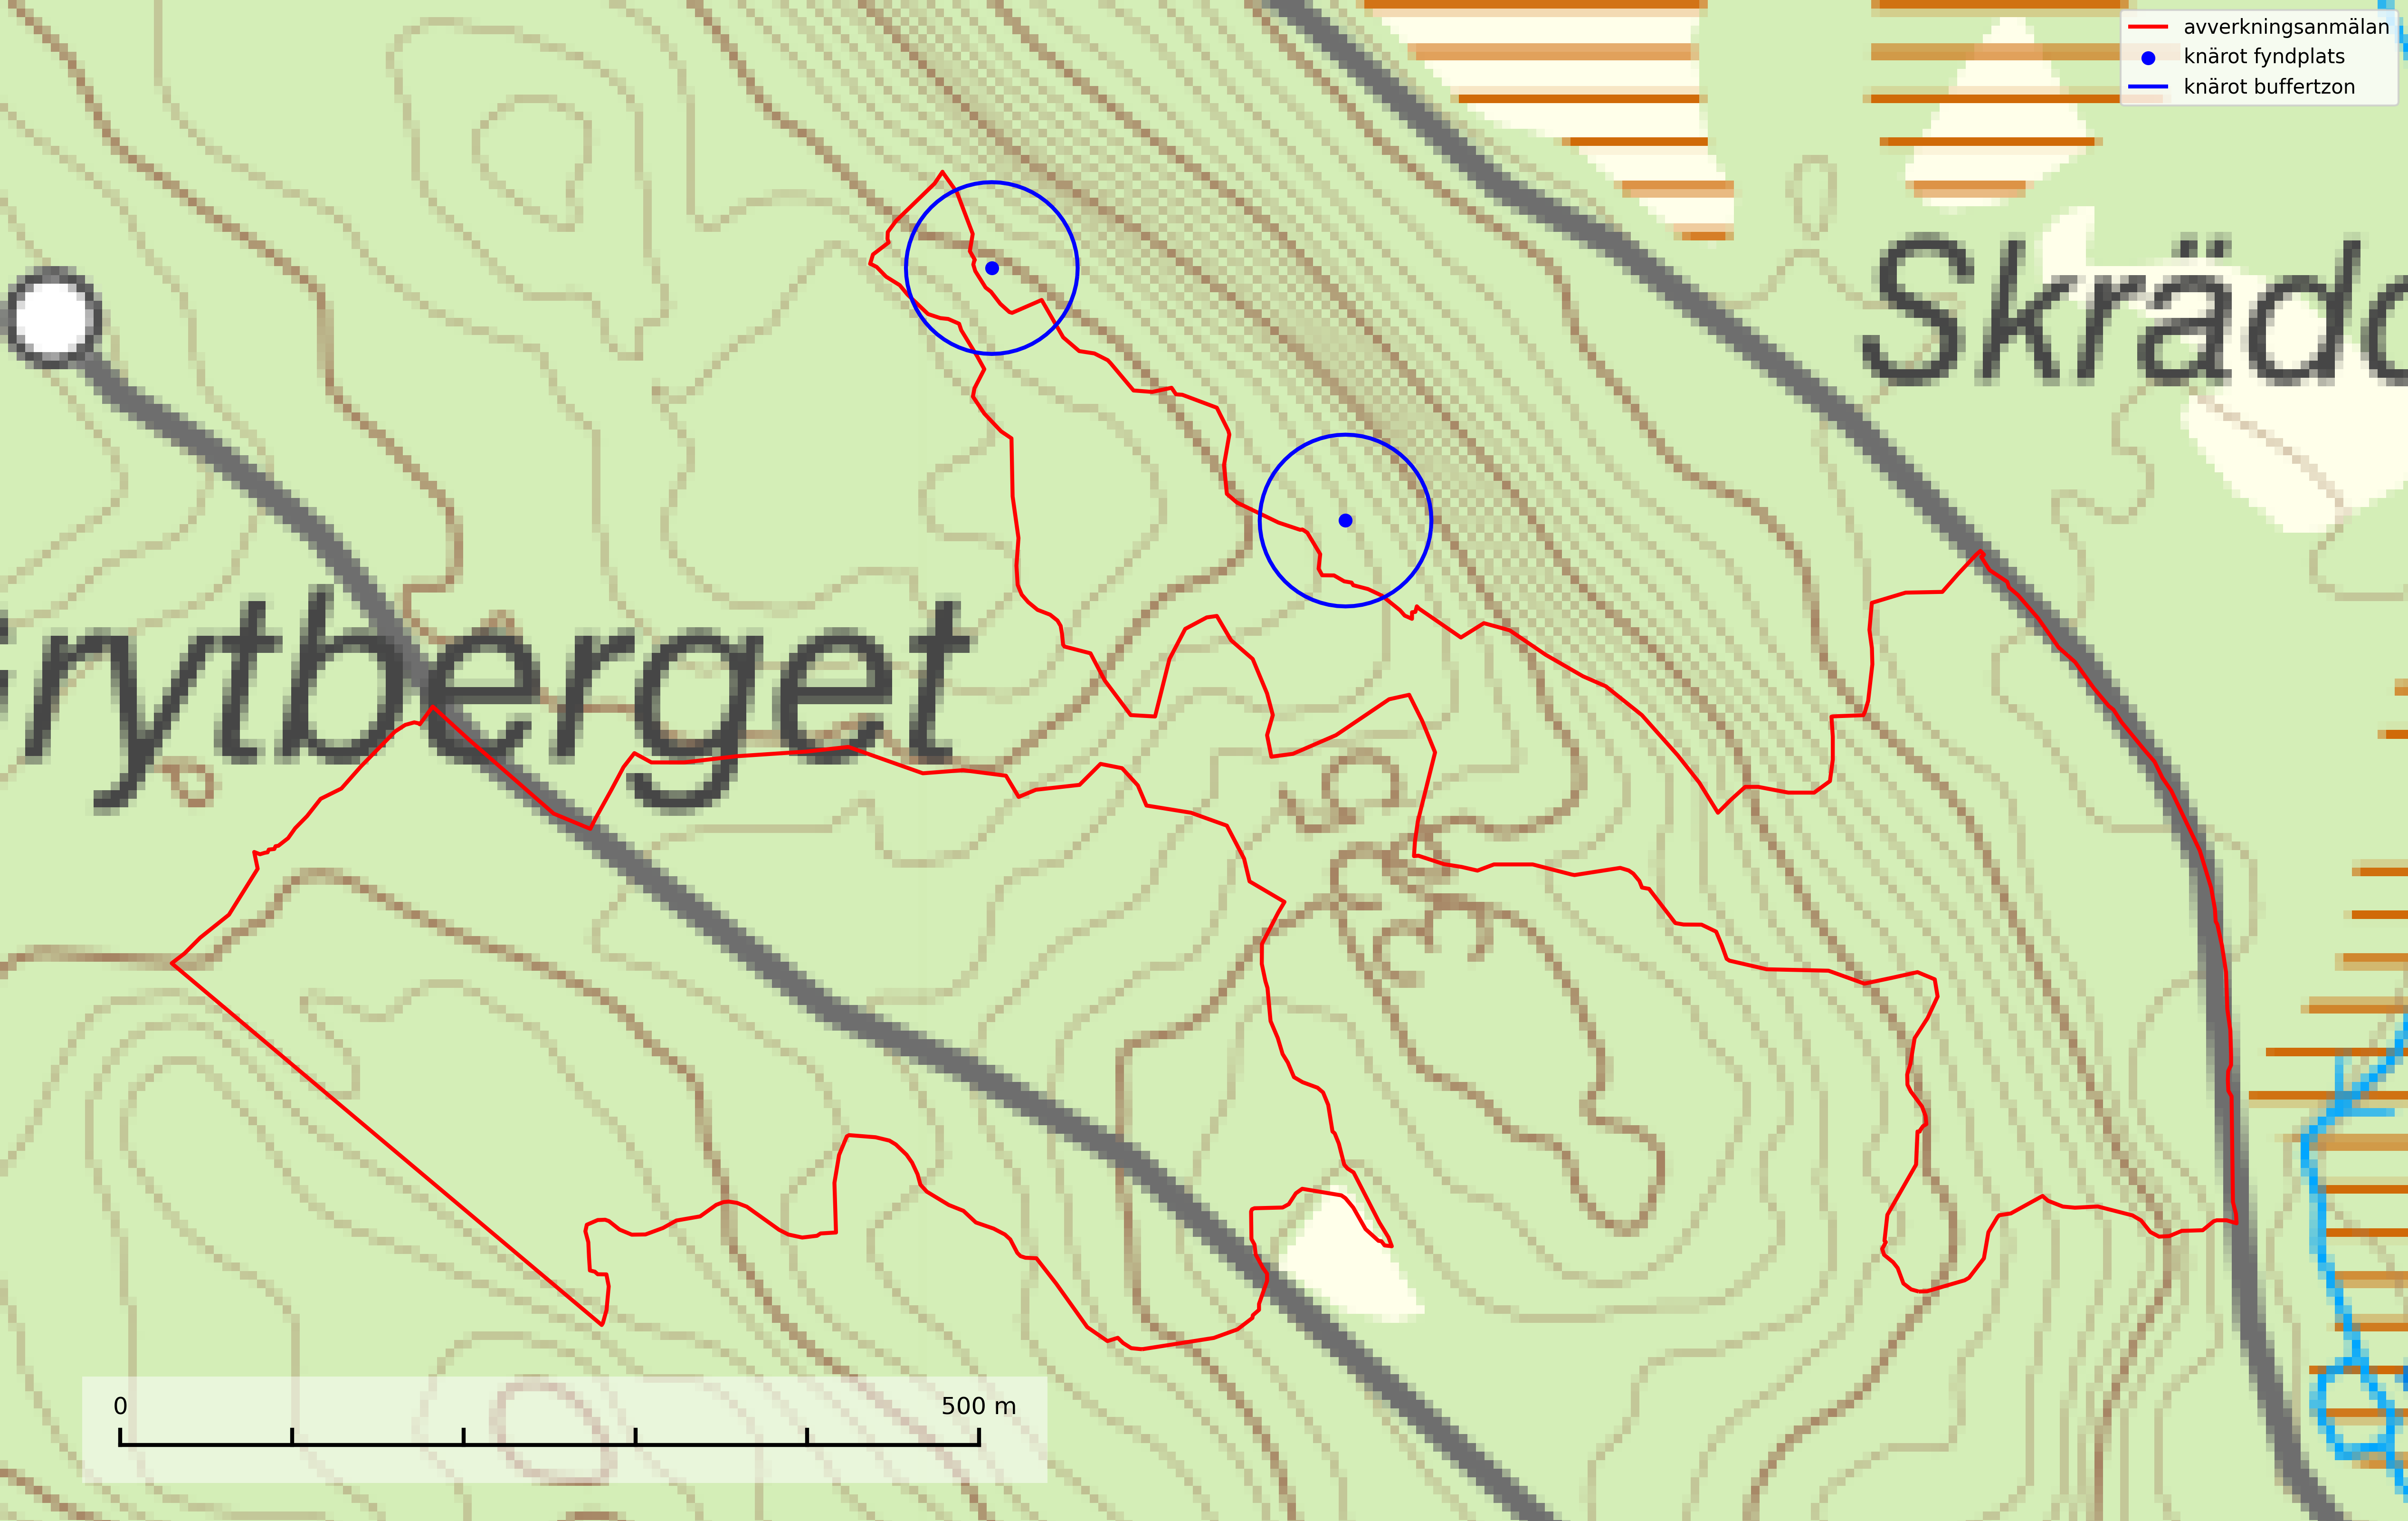 avverkningsanmälan
knärot fyndplats
knärot buffertzon
Skräd
rytberget
0 500 m